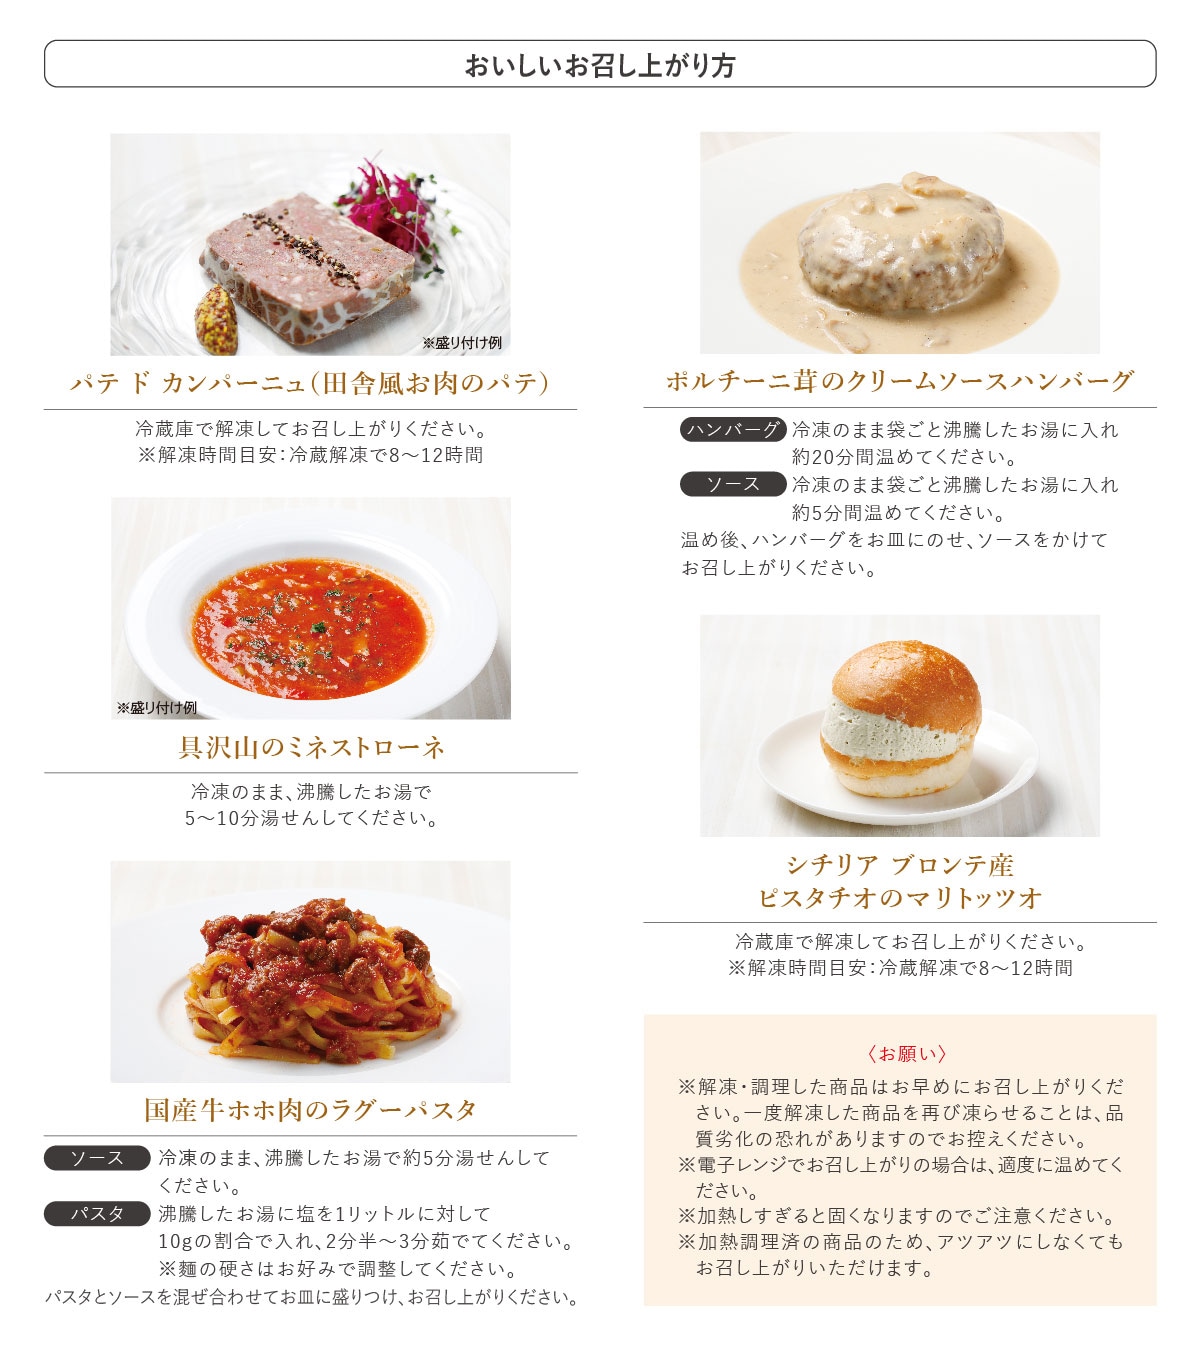 おいしいお召し上がり方
※盛り付け例
パテ ド カンパーニュ（田舎風お肉のパテ）
冷蔵庫で解凍してお召し上がりください。
※解凍時間目安：冷蔵解凍で8〜12時間
※盛り付け例
具沢山のミネストローネ
冷凍のまま、沸騰したお湯で
5〜10分湯せんしてください。
国産牛ホホ肉のラグーパスタ
ソース 冷凍のまま、沸騰したお湯で約5分湯せんして
ください。
パスタ 沸騰したお湯に塩を1リットルに対して
10gの割合で入れ、2分半〜3分茹でてください。
※麺の硬さはお好みで調整してください。
パスタとソースを混ぜ合わせてお皿に盛りつけ、お召し上がりください。
ポルチーニ茸のクリームソースハンバーグ
ハンバーグ 冷凍のまま袋ごと沸騰したお湯に入れ
約20分間温めてください。
ソース 冷凍のまま袋ごと沸騰したお湯に入れ
約5分間温めてください。
温め後、ハンバーグをお皿にのせ、ソースをかけて
お召し上がりください。
シチリア ブロンテ産
ピスタチオのマリトッツオ
冷蔵庫で解凍してお召し上がりください。
※解凍時間目安：冷蔵解凍で8〜12時間
〈お願い〉
※解凍・調理した商品はお早めにお召し上がりくだ
さい。一度解凍した商品を再び凍らせることは、品
質劣化の恐れがありますのでお控えください。
※電子レンジでお召し上がりの場合は、適度に温めてく
ださい。
※加熱しすぎると固くなりますのでご注意ください。
※加熱調理済の商品のため、アツアツにしなくても
お召し上がりいただけます。